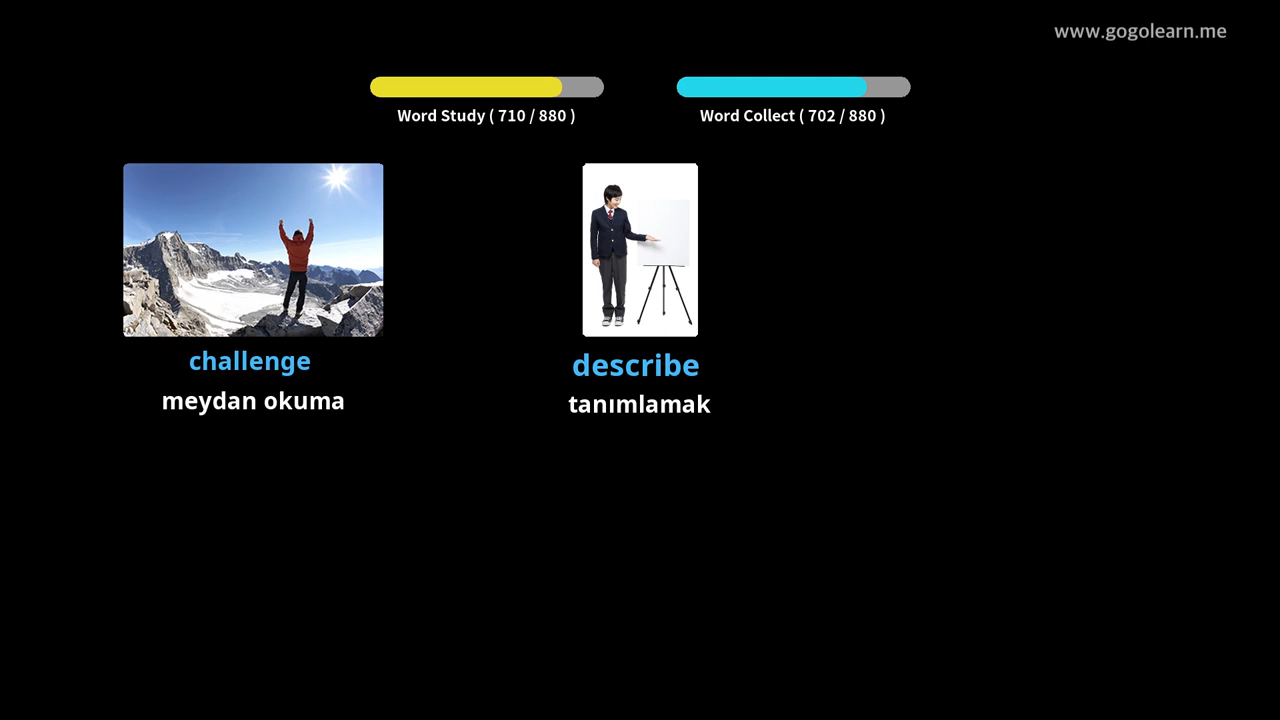 www.gogolearn.me
Word Study ( 710 / 880 )
Word Collect ( 702 / 880 )
challenge
meydan okuma
describe
tanımlamak